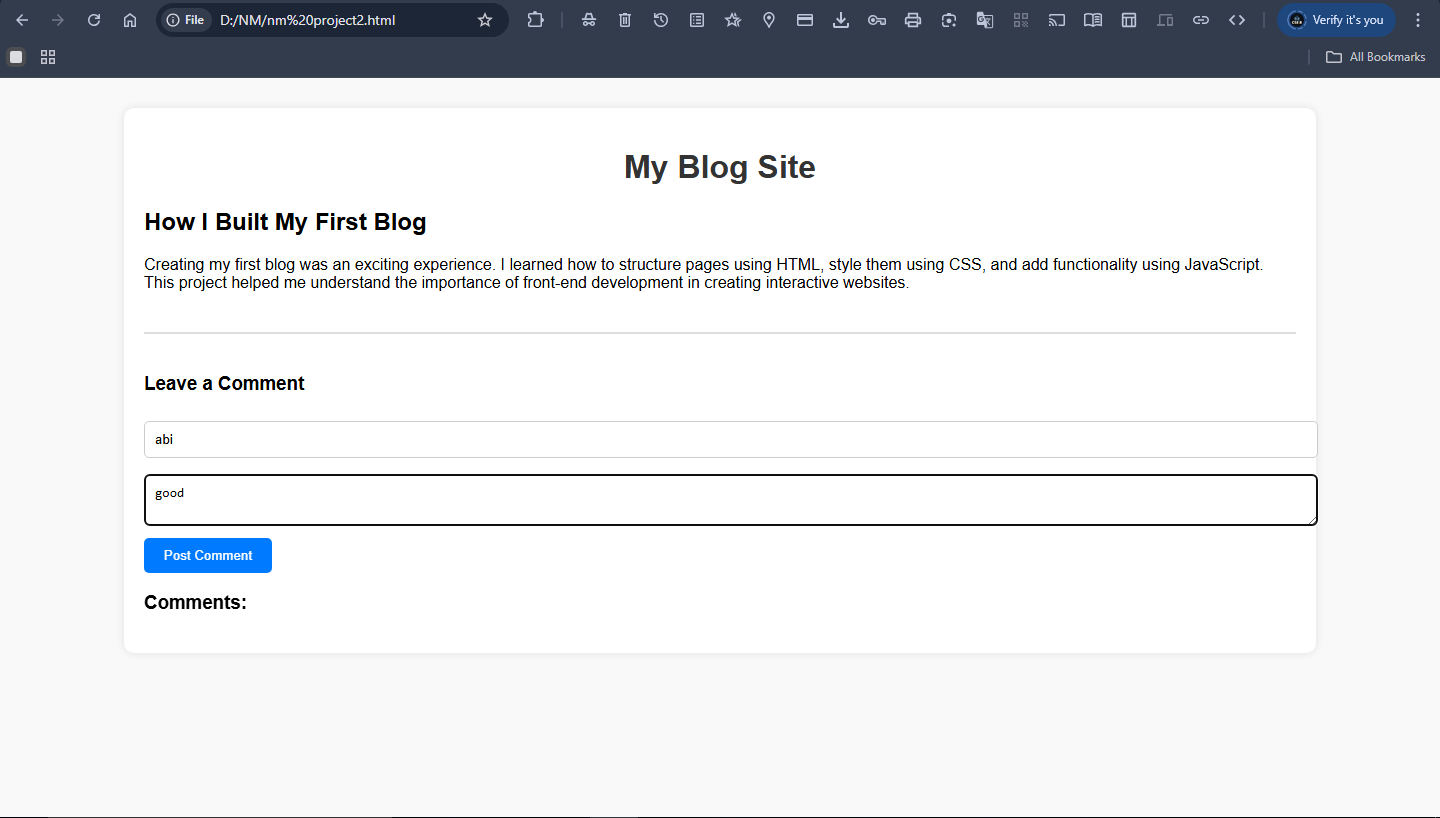 File
D:/NM/nm%20project2.html
Verify it's you
All Bookmarks
My Blog Site
How I Built My First Blog
Creating my first blog was an exciting experience. I learned how to structure pages using HTML, style them using CSS, and add functionality using JavaScript.
This project helped me understand the importance of front-end development in creating interactive websites.
Leave a Comment
abi
good
Post Comment
Comments: